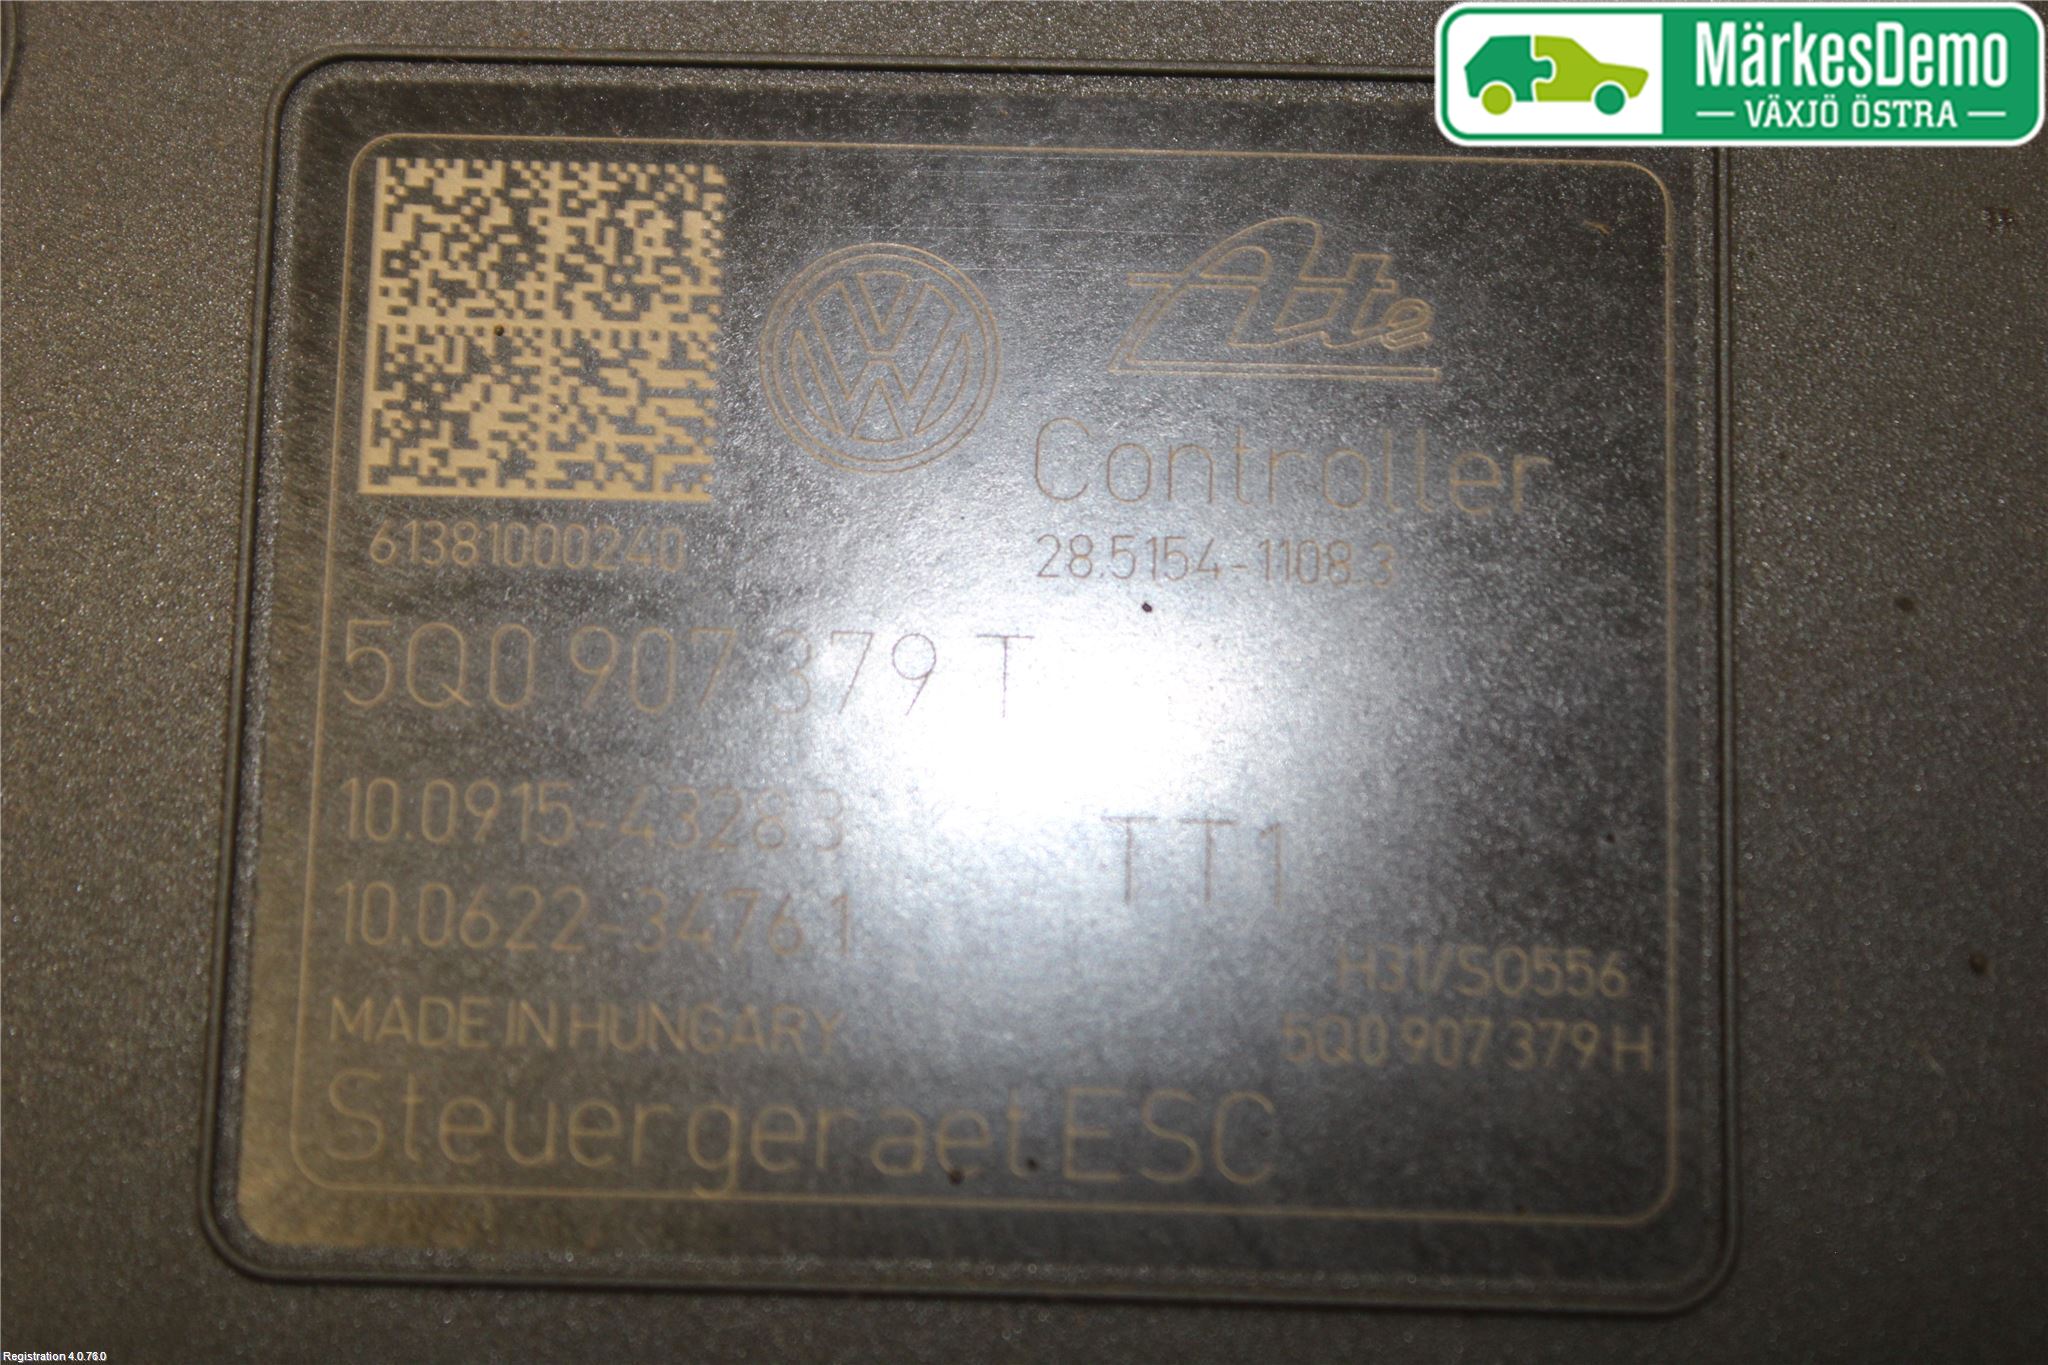 MärkesDemo
VÄXJÖ ÖSTRA
Ate
Controller
61381000240
28.5154-1108.3
5Q0 907 379 T
10.0915-4328.3
TT1
10.0622-3476.1
H31/S0556
MADE IN HUNGARY
5Q0 907 379 H
Steuergeraet ESC
Registration 4.0.76.0